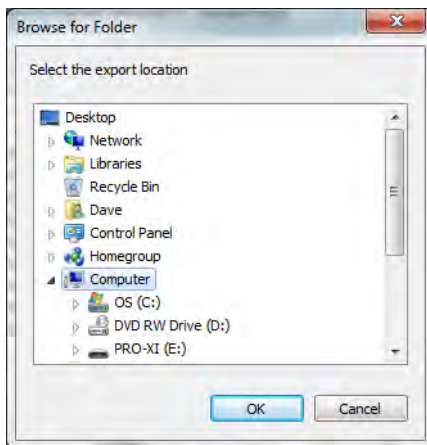 Browse for Folder
Select the export location
Desktop
Network
Libraries
Recycle Bin
Dave
Control Panel
Homegroup
Computer
OS (C:)
DVD RW Drive (D:)
PRO-XI (E:)
OK Cancel